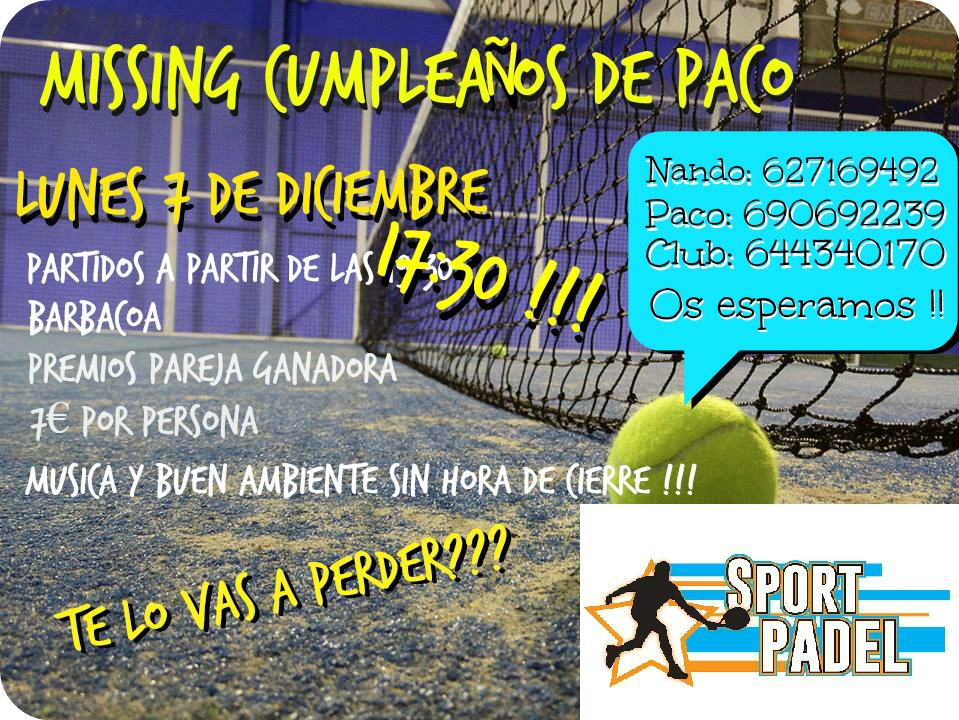 MISSING CUMPLEAÑOS DE PACO
LUNES 7 DE DICIEMBRE
PARTIDOS A PARTIR DE LAS
17:30 !!!
BARBACOA
PREMIOS PAREJA GANADORA
7€ POR PERSONA
MUSICA Y BUEN AMBIENTE SIN HORA DE CIERRE !!!
TE LO VAS A PERDER???
Nando: 627169492
Paco: 690692239
Club: 644340170
Os esperamos !!
SPORT
PADEL